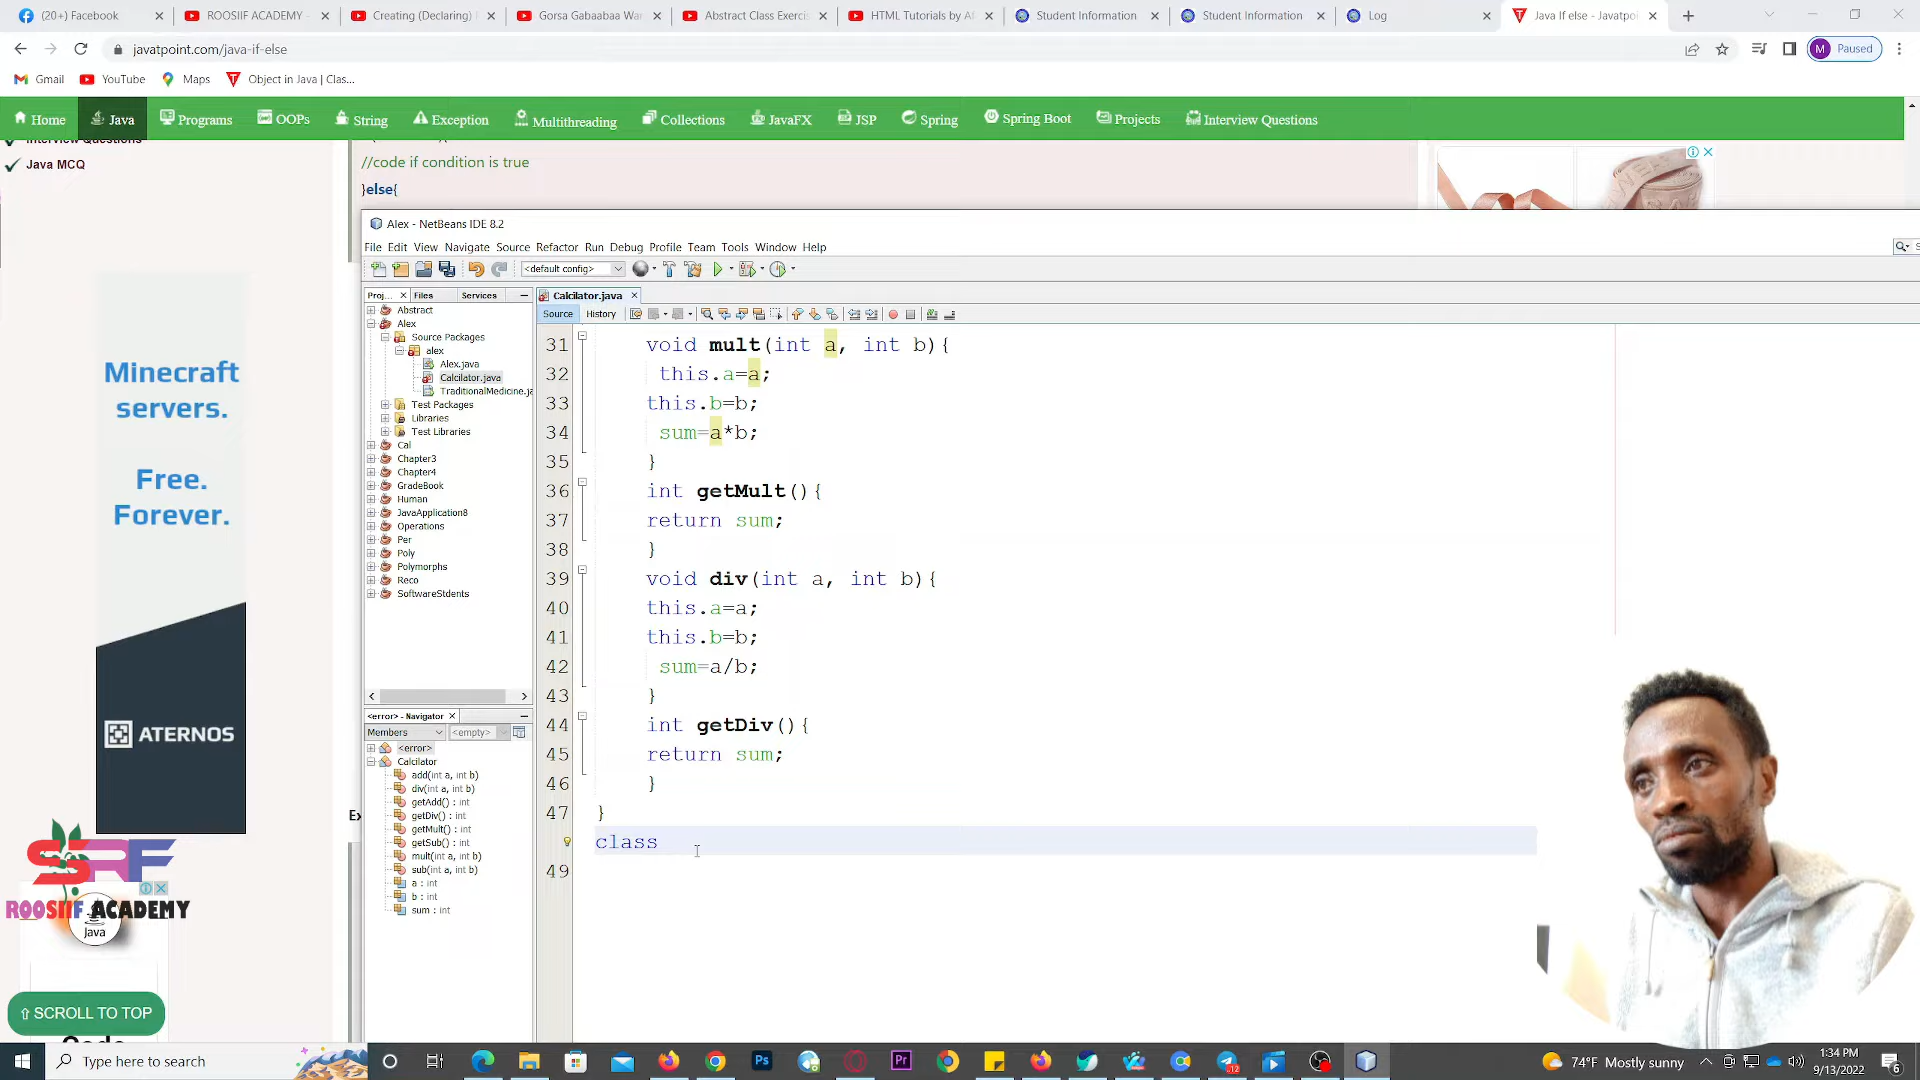 (20+) Facebook
ROOSIIF ACADEMY -
Creating (Declaring)
Gorsa Gabaabaa Wa
Abstract Class Exerci
HTML Tutorials by A
Student Information
Student Information
Log
Java If else - Javatpoi
javatpoint.com/java-if-else
M Paused
Gmail
YouTube
Maps
Object in Java | Clas...
Home
Java
Programs
OOPs
String
Exception
Multithreading
Collections
JavaFX
JSP
Spring
Spring Boot
Projects
Interview Questions
Interview Questions
Java MCQ
//code if condition is true
}else{
Alex - NetBeans IDE 8.2
File Edit View Navigate Source Refactor Run Debug Profile Team Tools Window Help
<default config>
Proj... Files Services
Calcilator.java
Source History
Abstract
Alex
Source Packages
alex
Alex.java
Calcilator.java
TraditionalMedicine.ja
Test Packages
Libraries
Test Libraries
Cal
Chapter3
Chapter4
GradeBook
Human
JavaApplication8
Operations
Per
Poly
Polymorphs
Reco
SoftwareStdents
<error> - Navigator
Members <empty>
<error>
Calcilator
add(int a, int b)
div(int a, int b)
getAdd() : int
getDiv() : int
getMult() : int
getSub() : int
mult(int a, int b)
sub(int a, int b)
a : int
b : int
sum : int
31 void mult(int a, int b){
32 this.a=a;
33 this.b=b;
34 sum=a*b;
35 }
36 int getMult(){
37 return sum;
38 }
39 void div(int a, int b){
40 this.a=a;
41 this.b=b;
42 sum=a/b;
43 }
44 int getDiv(){
45 return sum;
46 }
47 }
class
49
Minecraft
servers.
Free.
Forever.
ATERNOS
Ex
SRF
ROOSIIF ACADEMY
Java
SCROLL TO TOP
Code
Type here to search
Ps
Pr
12
74°F Mostly sunny
1:34 PM
9/13/2022
6